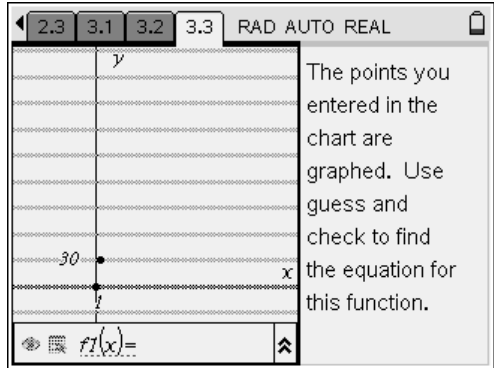 2.3 3.1 3.2 3.3 RAD AUTO REAL
y
30
x
1
f1(x)=
The points you
entered in the
chart are
graphed. Use
guess and
check to find
the equation for
this function.